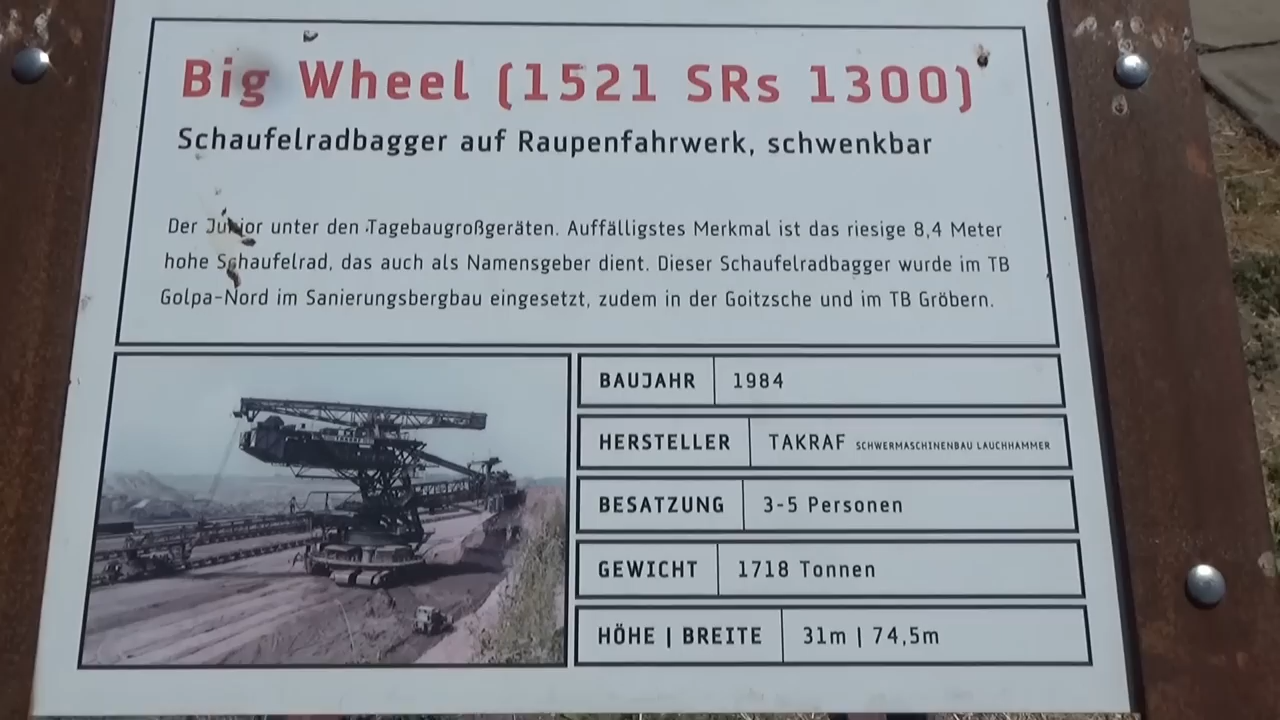 Big Wheel (1521 SRs 1300)
Schaufelradbagger auf Raupenfahrwerk, schwenkbar
Der Junior unter den Tagebaugroßgeräten. Auffälligstes Merkmal ist das riesige 8,4 Meter
hohe Schaufelrad, das auch als Namensgeber dient. Dieser Schaufelradbagger wurde im TB
Golpa-Nord im Sanierungsbergbau eingesetzt, zudem in der Goitzsche und im TB Gröbern.
BAUJAHR 1984
HERSTELLER TAKRAF SCHWERMASCHINENBAU LAUCHHAMMER
BESATZUNG 3-5 Personen
GEWICHT 1718 Tonnen
HÖHE | BREITE 31m | 74,5m